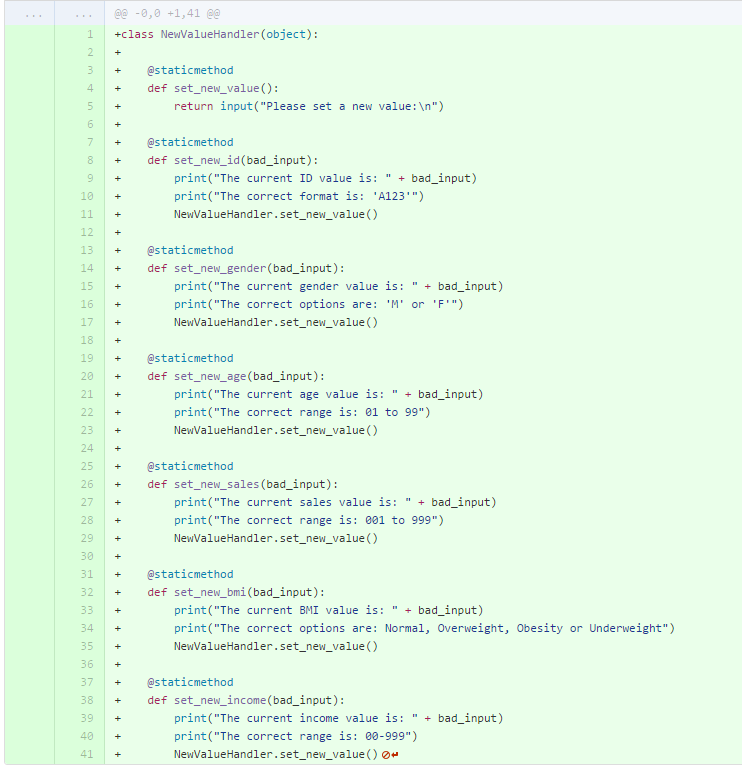 ... ... @@ -0,0 +1,41 @@
1 +class NewValueHandler(object):
2 +
3 +    @staticmethod
4 +    def set_new_value():
5 +        return input("Please set a new value:\n")
6 +
7 +    @staticmethod
8 +    def set_new_id(bad_input):
9 +        print("The current ID value is: " + bad_input)
10 +        print("The correct format is: 'A123'")
11 +        NewValueHandler.set_new_value()
12 +
13 +    @staticmethod
14 +    def set_new_gender(bad_input):
15 +        print("The current gender value is: " + bad_input)
16 +        print("The correct options are: 'M' or 'F'")
17 +        NewValueHandler.set_new_value()
18 +
19 +    @staticmethod
20 +    def set_new_age(bad_input):
21 +        print("The current age value is: " + bad_input)
22 +        print("The correct range is: 01 to 99")
23 +        NewValueHandler.set_new_value()
24 +
25 +    @staticmethod
26 +    def set_new_sales(bad_input):
27 +        print("The current sales value is: " + bad_input)
28 +        print("The correct range is: 001 to 999")
29 +        NewValueHandler.set_new_value()
30 +
31 +    @staticmethod
32 +    def set_new_bmi(bad_input):
33 +        print("The current BMI value is: " + bad_input)
34 +        print("The correct options are: Normal, Overweight, Obesity or Underweight")
35 +        NewValueHandler.set_new_value()
36 +
37 +    @staticmethod
38 +    def set_new_income(bad_input):
39 +        print("The current income value is: " + bad_input)
40 +        print("The correct range is: 00-999")
41 +        NewValueHandler.set_new_value()